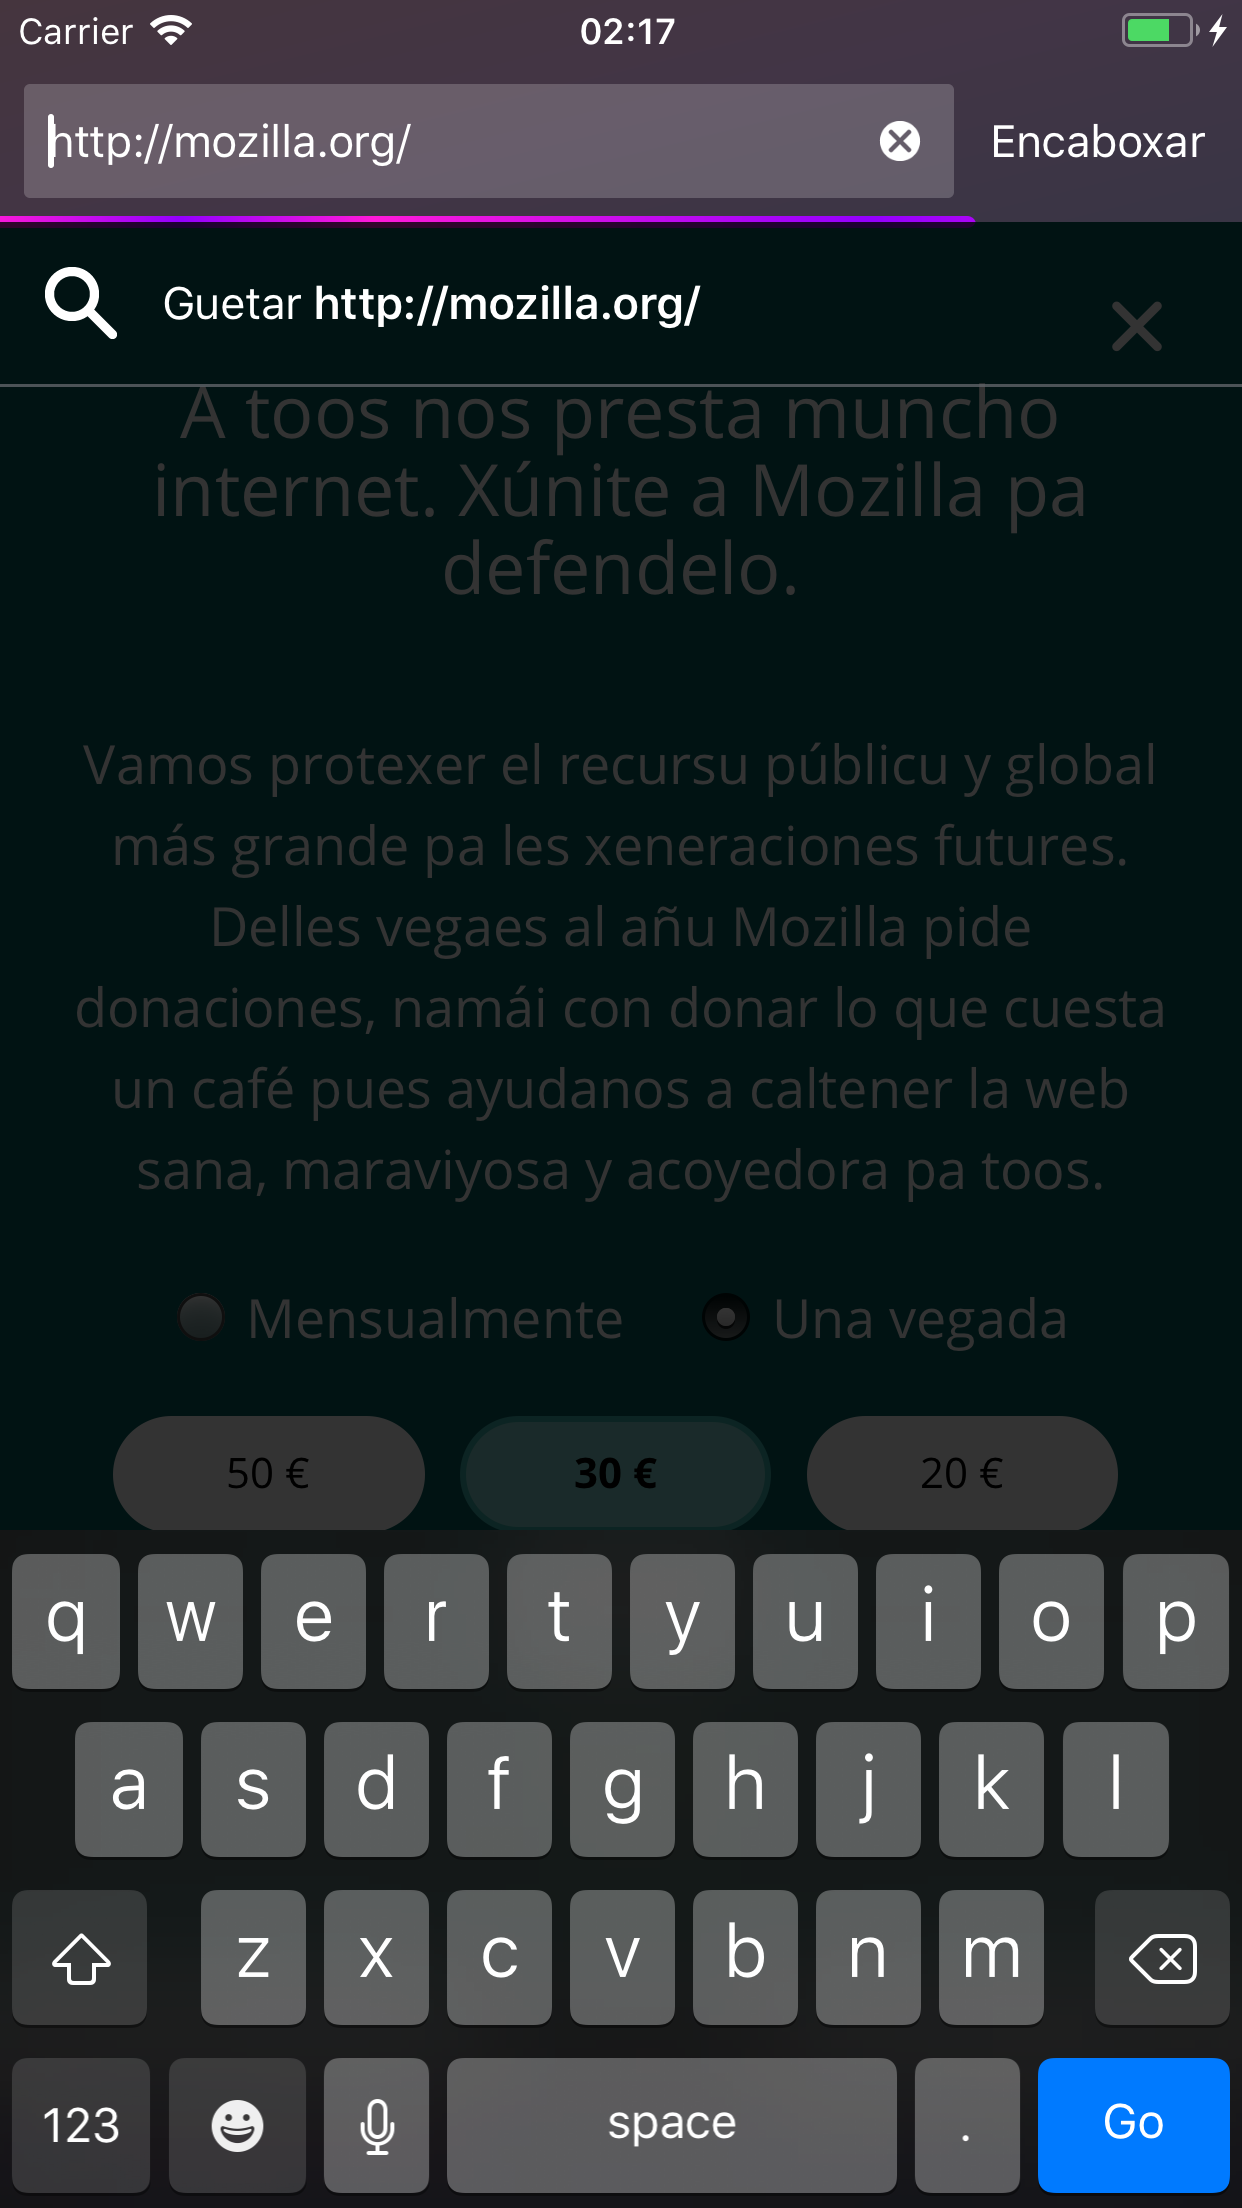 Carrier 02:17
http://mozilla.org/ Encaboxar
Guetar http://mozilla.org/
A toos nos presta muncho
internet. Xúnite a Mozilla pa
defendelo.
Vamos protexer el recursu públicu y global
más grande pa les xeneraciones futures.
Delles vegaes al añu Mozilla pide
donaciones, namái con donar lo que cuesta
un café pues ayudanos a caltener la web
sana, maraviyosa y acoyedora pa toos.
Mensualmente Una vegada
50 € 30 € 20 €
q w e r t y u i o p
a s d f g h j k l
z x c v b n m
123 space . Go